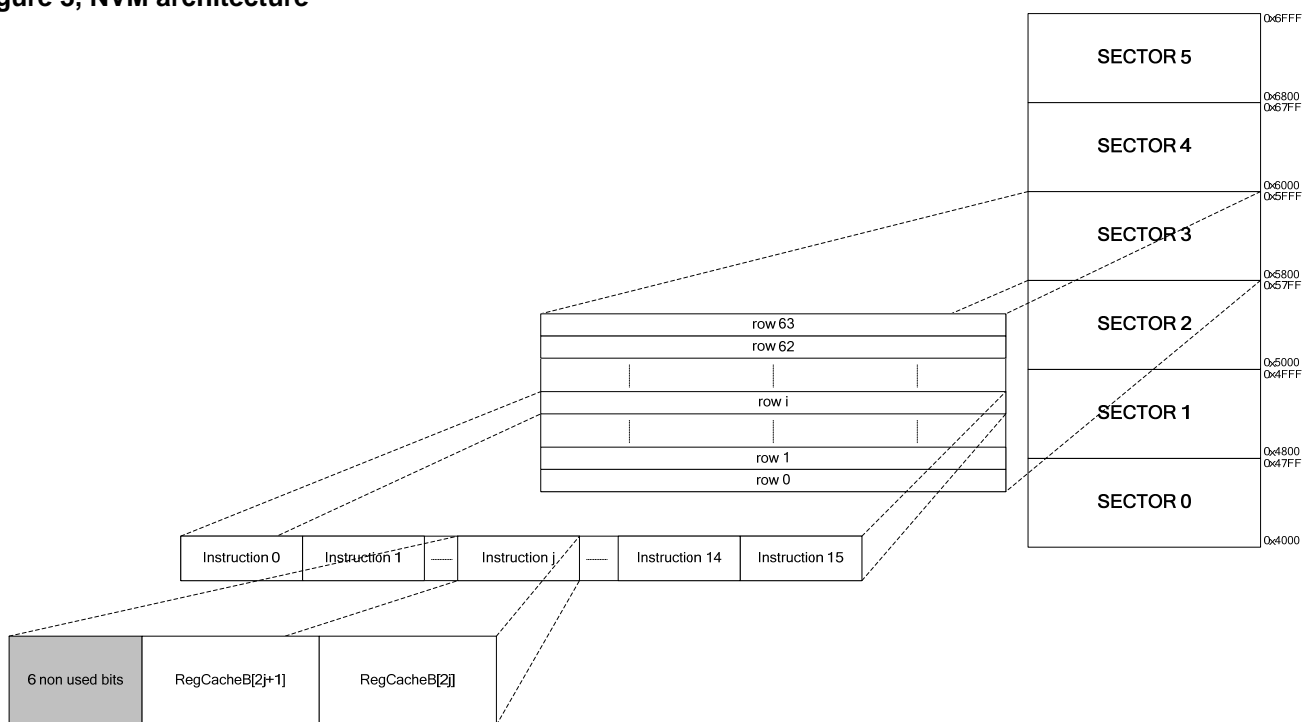 gure 5, NVM architecture
0x6FFF
SECTOR 5
0x6800
0x67FF
SECTOR 4
0x6000
0x5FFF
SECTOR 3
0x5800
0x57FF
SECTOR 2
0x5000
0x4FFF
SECTOR 1
0x4800
0x47FF
SECTOR 0
0x4000
row 63
row 62
row i
row 1
row 0
Instruction 0 Instruction 1 Instruction j Instruction 14 Instruction 15
6 non used bits RegCacheB[2j+1] RegCacheB[2j]